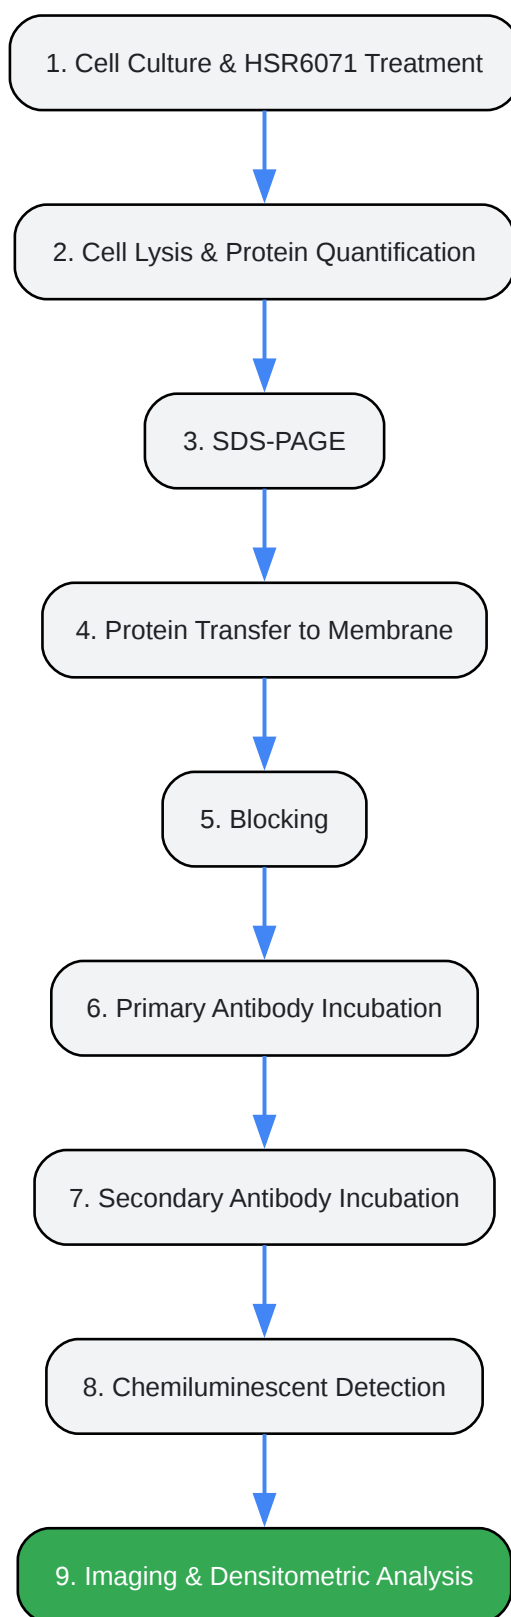 1. Cell Culture & HSR6071 Treatment
2. Cell Lysis & Protein Quantification
3. SDS-PAGE
4. Protein Transfer to Membrane
5. Blocking
6. Primary Antibody Incubation
7. Secondary Antibody Incubation
8. Chemiluminescent Detection
9. Imaging & Densitometric Analysis